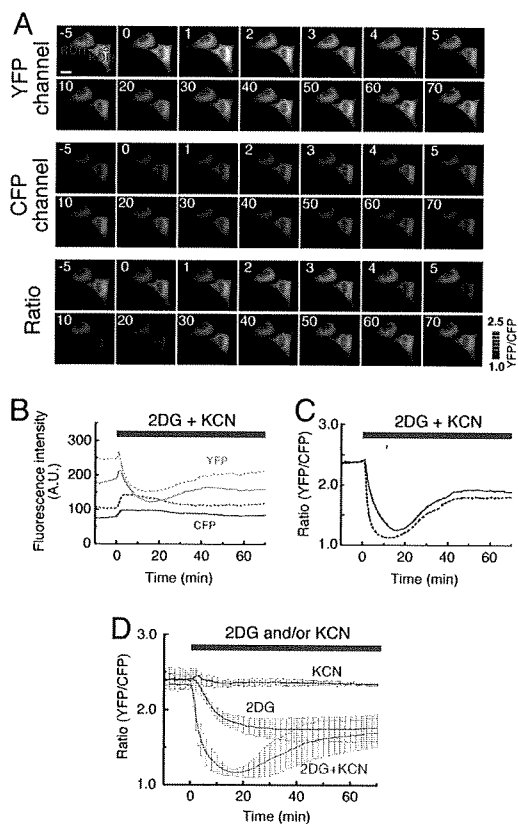 A
YFP channel
-5 0 1 2 3 4 5
10 20 30 40 50 60 70
CFP channel
-5 0 1 2 3 4 5
10 20 30 40 50 60 70
Ratio
-5 0 1 2 3 4 5
10 20 30 40 50 60 70
2.5
1.0
YFP/CFP
B
2DG + KCN
Fluorescence intensity (A.U.)
300
200
100
0
YFP
CFP
0 20 40 60
Time (min)
C
2DG + KCN
Ratio (YFP/CFP)
3.0
2.0
1.0
0 20 40 60
Time (min)
D
2DG and/or KCN
Ratio (YFP/CFP)
3.0
2.0
1.0
KCN
2DG
2DG+KCN
0 20 40 60
Time (min)